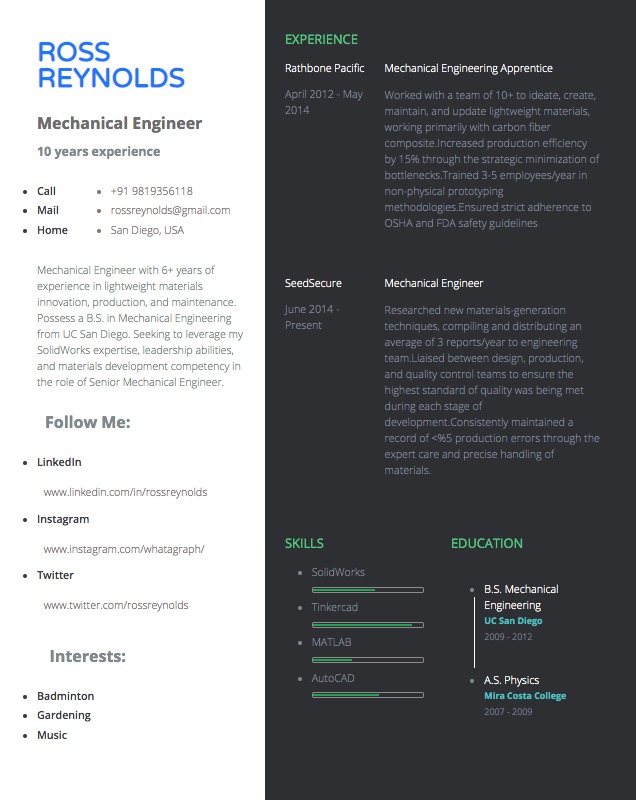 ROSS
REYNOLDS
Mechanical Engineer
10 years experience
Call +91 9819356118
Mail rossreynolds@gmail.com
Home San Diego, USA
Mechanical Engineer with 6+ years of
experience in lightweight materials
innovation, production, and maintenance.
Possess a B.S. in Mechanical Engineering
from UC San Diego. Seeking to leverage my
SolidWorks expertise, leadership abilities,
and materials development competency in
the role of Senior Mechanical Engineer.
Follow Me:
LinkedIn
www.linkedin.com/in/rossreynolds
Instagram
www.instagram.com/whatagraph/
Twitter
www.twitter.com/rossreynolds
Interests:
Badminton
Gardening
Music
EXPERIENCE
Rathbone Pacific
April 2012 - May
2014
Mechanical Engineering Apprentice
Worked with a team of 10+ to ideate, create,
maintain, and update lightweight materials,
working primarily with carbon fiber
composite.Increased production efficiency
by 15% through the strategic minimization of
bottlenecks.Trained 3-5 employees/year in
non-physical prototyping
methodologies.Ensured strict adherence to
OSHA and FDA safety guidelines
SeedSecure
June 2014 -
Present
Mechanical Engineer
Researched new materials-generation
techniques, compiling and distributing an
average of 3 reports/year to engineering
team.Liaised between design, production,
and quality control teams to ensure the
highest standard of quality was being met
during each stage of
development.Consistently maintained a
record of <%5 production errors through the
expert care and precise handling of
materials.
SKILLS
SolidWorks
Tinkercad
MATLAB
AutoCAD
EDUCATION
B.S. Mechanical
Engineering
UC San Diego
2009 - 2012
A.S. Physics
Mira Costa College
2007 - 2009